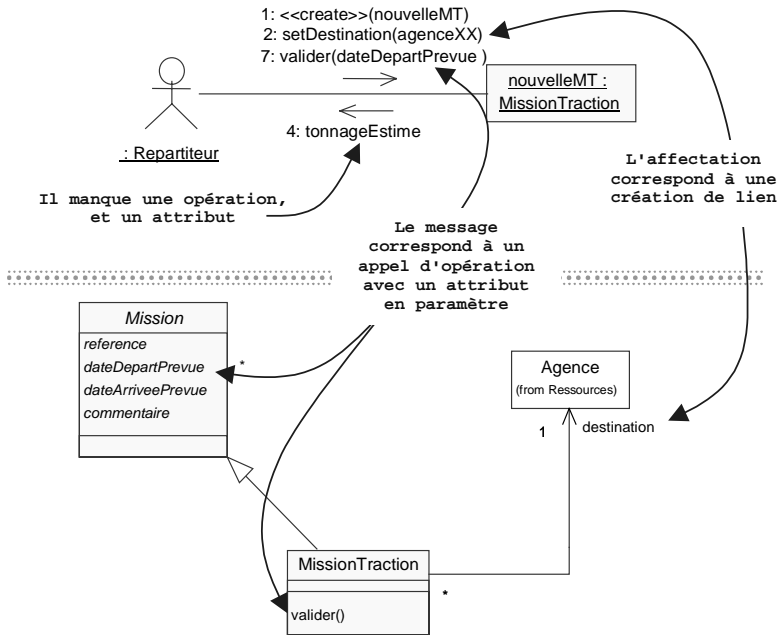 1: <<create>>(nouvelleMT)
2: setDestination(agenceXX)
7: valider(dateDepartPrevue )
nouvelleMT :
MissionTraction
4: tonnageEstime
: Repartiteur
L'affectation
correspond à une
création de lien
Il manque une opération,
et un attribut
Le message
correspond à un
appel d'opération
avec un attribut
en paramètre
Mission
reference
dateDepartPrevue
dateArriveePrevue
commentaire
*
Agence
(from Ressources)
1
destination
MissionTraction
*
valider()